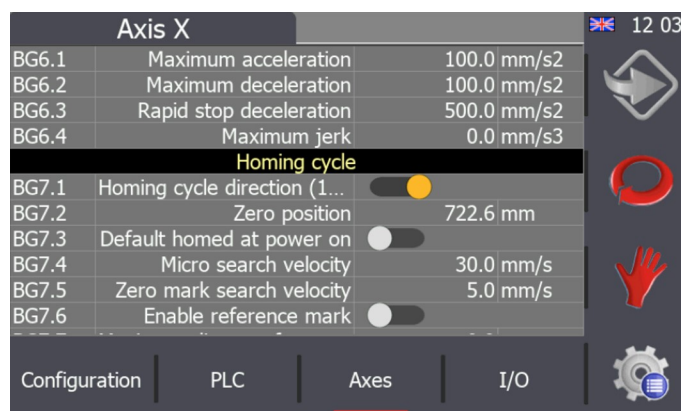 Axis X
12 03
BG6.1 Maximum acceleration 100.0 mm/s2
BG6.2 Maximum deceleration 100.0 mm/s2
BG6.3 Rapid stop deceleration 500.0 mm/s2
BG6.4 Maximum jerk 0.0 mm/s3
Homing cycle
BG7.1 Homing cycle direction (1...
BG7.2 Zero position 722.6 mm
BG7.3 Default homed at power on
BG7.4 Micro search velocity 30.0 mm/s
BG7.5 Zero mark search velocity 5.0 mm/s
BG7.6 Enable reference mark
Configuration PLC Axes I/O